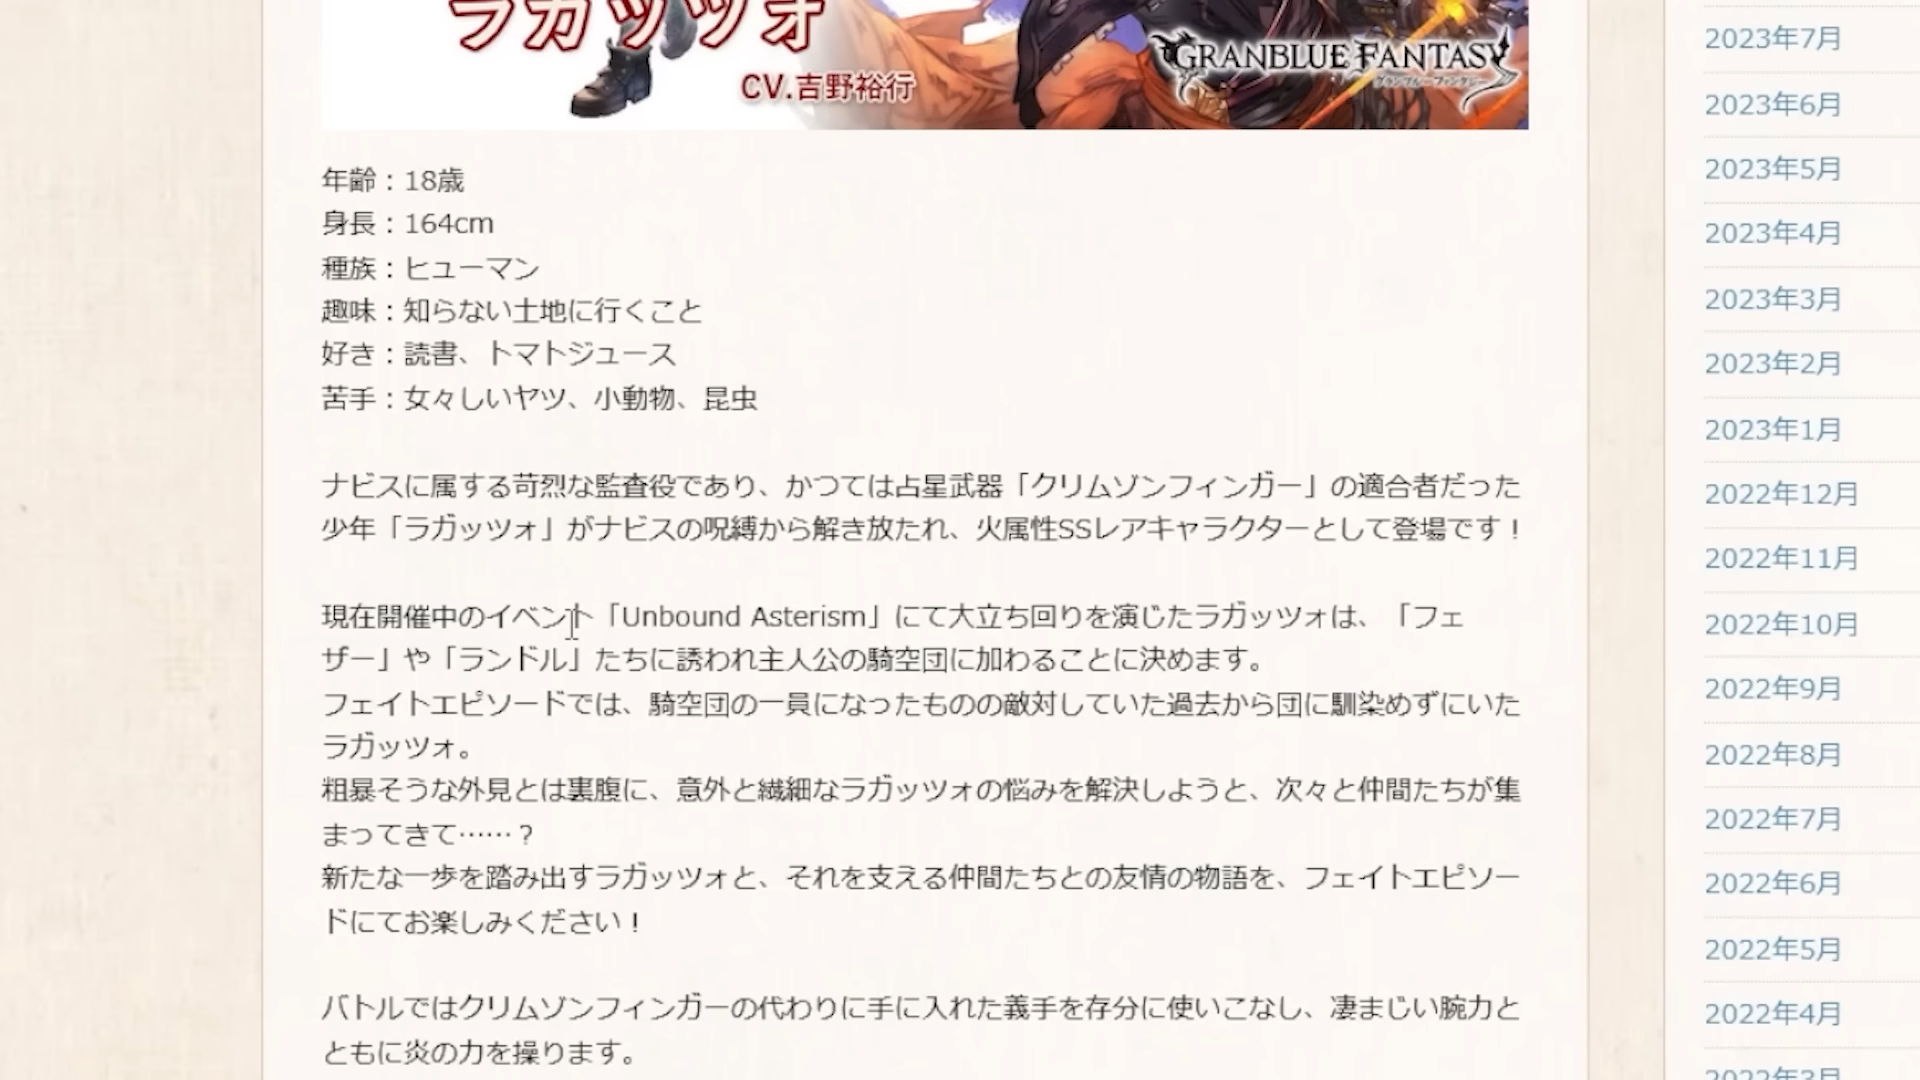 ラガッツォ
CV.吉野裕行
GRANBLUE FANTASY
グランブルーファンタジー
年齢：18歳
身長：164cm
種族：ヒューマン
趣味：知らない土地に行くこと
好き：読書、トマトジュース
苦手：女々しいヤツ、小動物、昆虫
ナビスに属する苛烈な監査役であり、かつては占星武器「クリムゾンフィンガー」の適合者だった
少年「ラガッツォ」がナビスの呪縛から解き放たれ、火属性SSレアキャラクターとして登場です！
現在開催中のイベント「Unbound Asterism」にて大立ち回りを演じたラガッツォは、「フェ
ザー」や「ランドル」たちに誘われ主人公の騎空団に加わることに決めます。
フェイトエピソードでは、騎空団の一員になったものの敵対していた過去から団に馴染めずにいた
ラガッツォ。
粗暴そうな外見とは裏腹に、意外と繊細なラガッツォの悩みを解決しようと、次々と仲間たちが集
まってきて……？
新たな一歩を踏み出すラガッツォと、それを支える仲間たちとの友情の物語を、フェイトエピソー
ドにてお楽しみください！
バトルではクリムゾンフィンガーの代わりに手に入れた義手を存分に使いこなし、凄まじい腕力と
ともに炎の力を操ります。
2023年7月
2023年6月
2023年5月
2023年4月
2023年3月
2023年2月
2023年1月
2022年12月
2022年11月
2022年10月
2022年9月
2022年8月
2022年7月
2022年6月
2022年5月
2022年4月
2022年3月